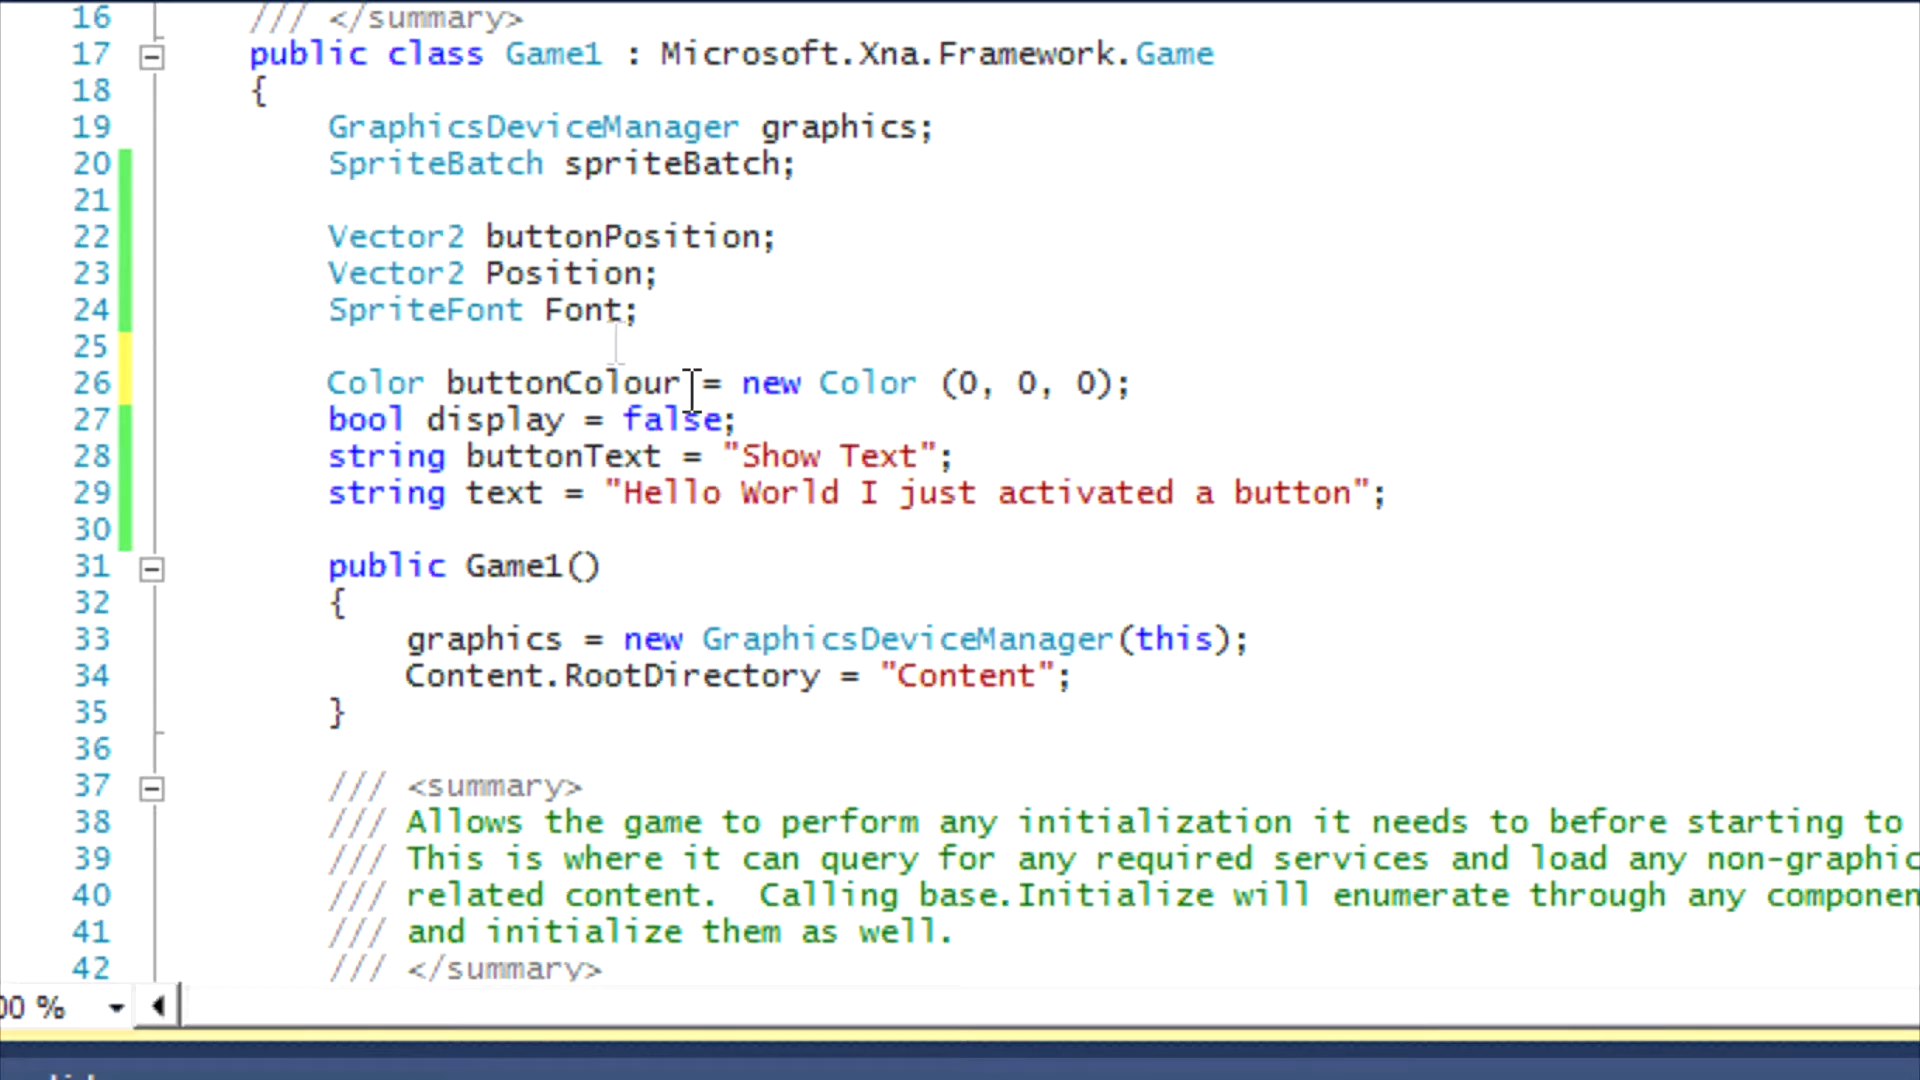 16 /// </summary>
17 public class Game1 : Microsoft.Xna.Framework.Game
18 {
19 GraphicsDeviceManager graphics;
20 SpriteBatch spriteBatch;
21
22 Vector2 buttonPosition;
23 Vector2 Position;
24 SpriteFont Font;
25
26 Color buttonColour = new Color (0, 0, 0);
27 bool display = false;
28 string buttonText = "Show Text";
29 string text = "Hello World I just activated a button";
30
31 public Game1()
32 {
33 graphics = new GraphicsDeviceManager(this);
34 Content.RootDirectory = "Content";
35 }
36
37 /// <summary>
38 /// Allows the game to perform any initialization it needs to before starting to
39 /// This is where it can query for any required services and load any non-graphic
40 /// related content.  Calling base.Initialize will enumerate through any componen
41 /// and initialize them as well.
42 /// </summary>
00 %